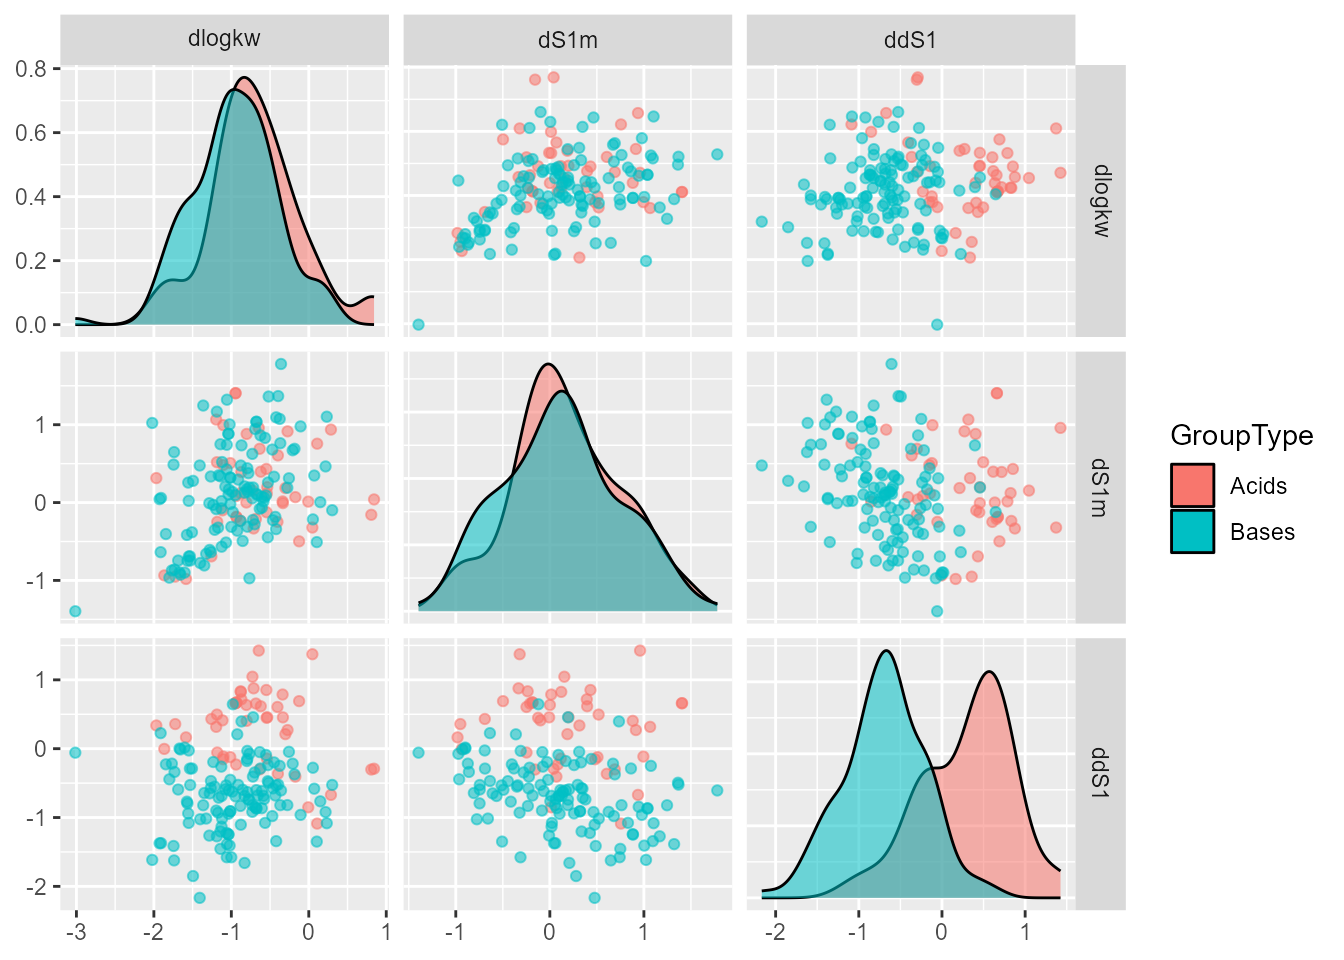 dlogkw
dS1m
ddS1
0.8
0.6
0.4
0.2
0.0
dlogkw
1
0
-1
dS1m
GroupType
Acids
Bases
1
0
-1
-2
ddS1
-3 -2 -1 0 1
-1 0 1
-2 -1 0 1